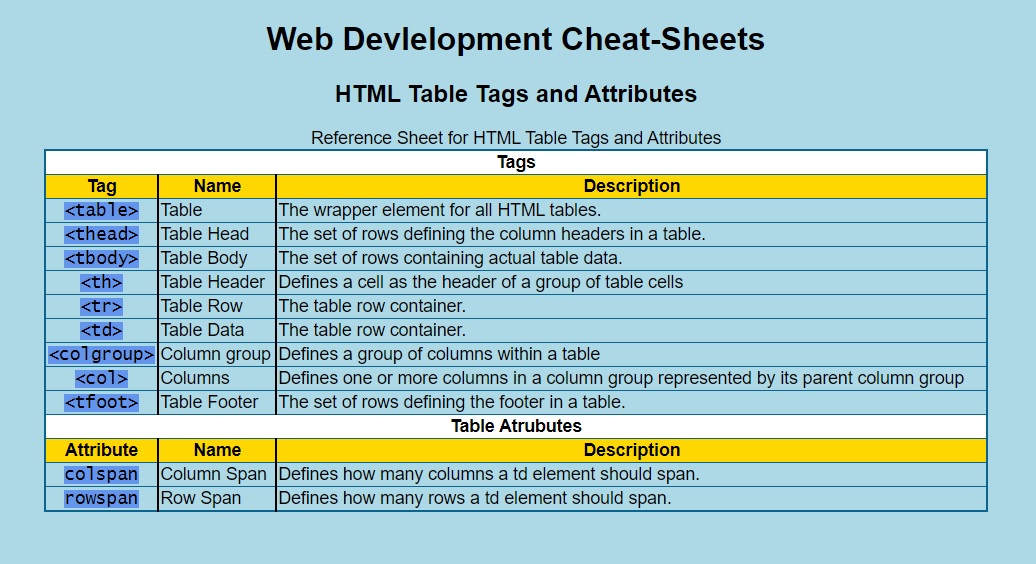 Web Devlelopment Cheat-Sheets
HTML Table Tags and Attributes
Reference Sheet for HTML Table Tags and Attributes
Tags
Tag Name Description
<table> Table The wrapper element for all HTML tables.
<thead> Table Head The set of rows defining the column headers in a table.
<tbody> Table Body The set of rows containing actual table data.
<th> Table Header Defines a cell as the header of a group of table cells
<tr> Table Row The table row container.
<td> Table Data The table row container.
<colgroup> Column group Defines a group of columns within a table
<col> Columns Defines one or more columns in a column group represented by its parent column group
<tfoot> Table Footer The set of rows defining the footer in a table.
Table Atrubutes
Attribute Name Description
colspan Column Span Defines how many columns a td element should span.
rowspan Row Span Defines how many rows a td element should span.